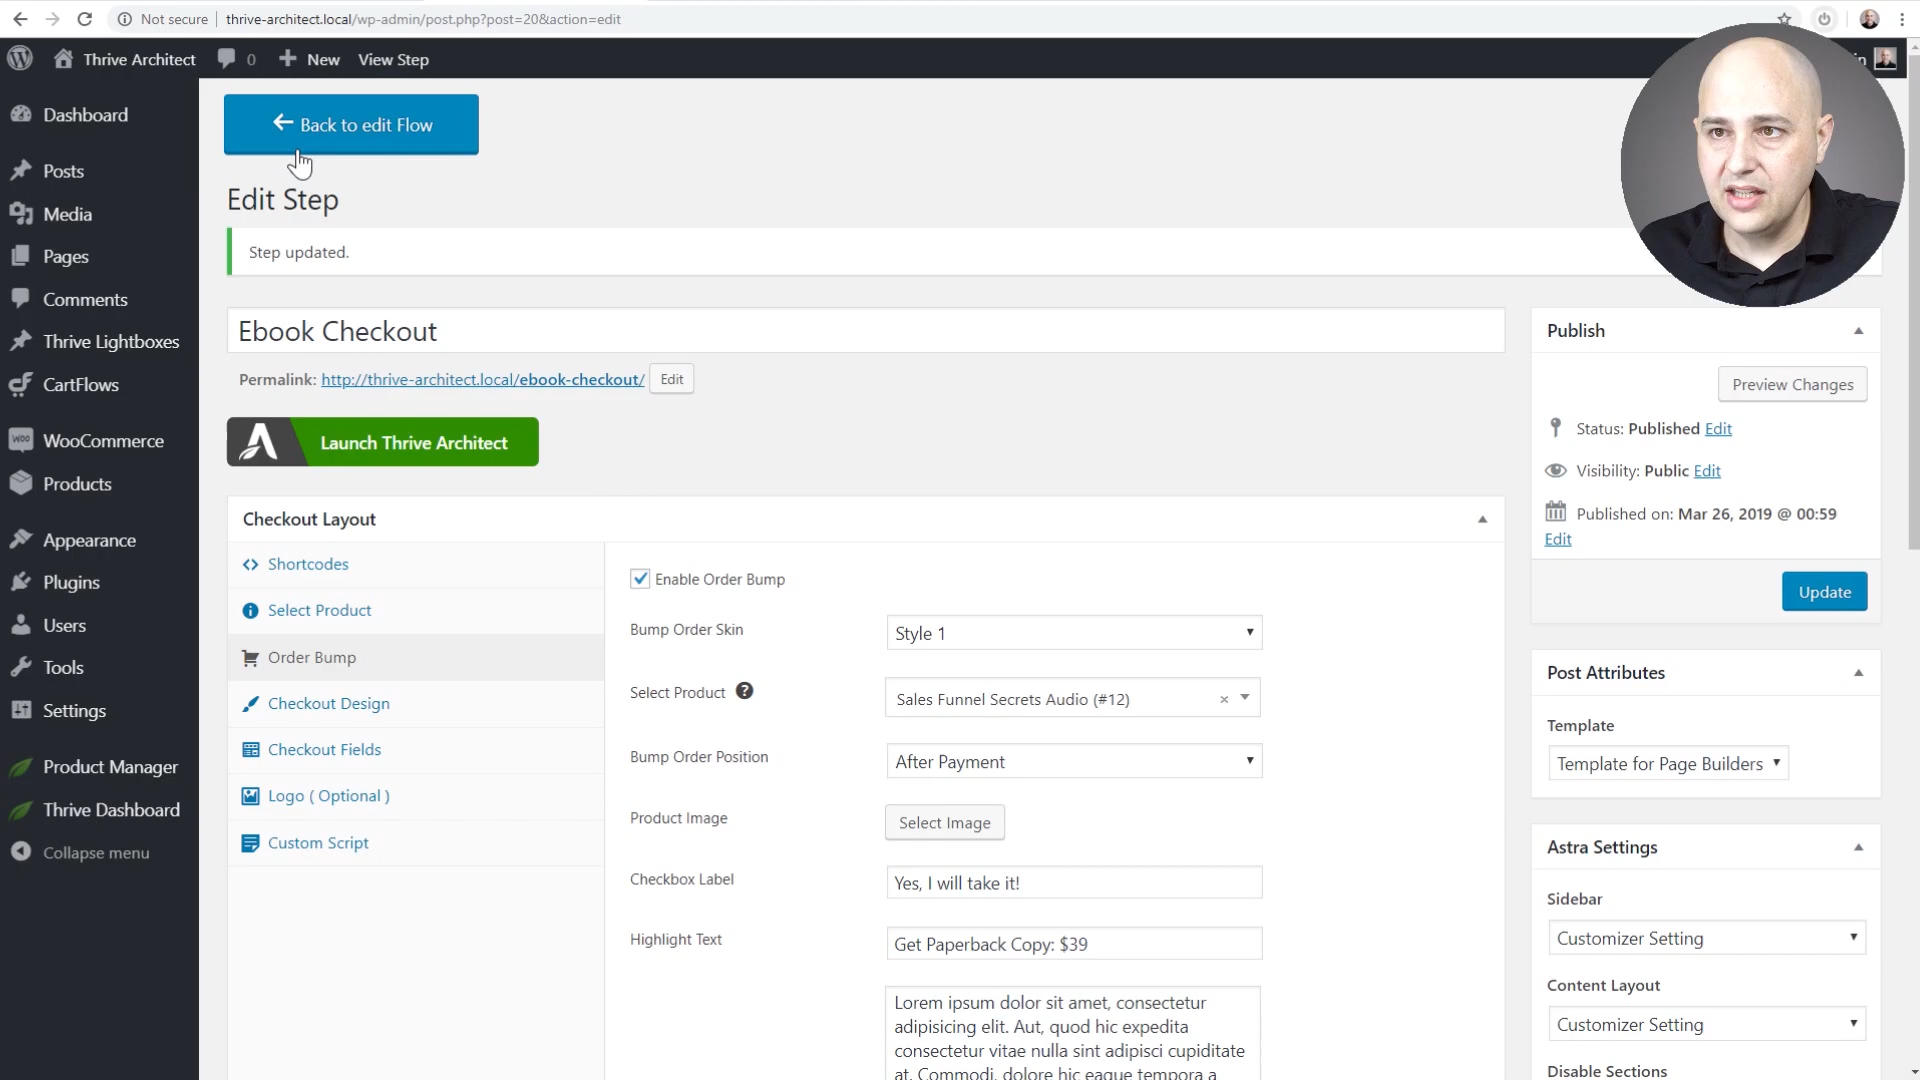 Not secure
thrive-architect.local/wp-admin/post.php?post=20&action=edit
Thrive Architect
0
New
View Step
in
Dashboard
Posts
Media
Pages
Comments
Thrive Lightboxes
CartFlows
WooCommerce
Products
Appearance
Plugins
Users
Tools
Settings
Product Manager
Thrive Dashboard
Collapse menu
Back to edit Flow
Edit Step
Step updated.
Ebook Checkout
Permalink: http://thrive-architect.local/ebook-checkout/
Edit
Launch Thrive Architect
Checkout Layout
Shortcodes
Select Product
Order Bump
Checkout Design
Checkout Fields
Logo ( Optional )
Custom Script
Enable Order Bump
Bump Order Skin
Style 1
Select Product
Sales Funnel Secrets Audio (#12)
Bump Order Position
After Payment
Product Image
Select Image
Checkbox Label
Yes, I will take it!
Highlight Text
Get Paperback Copy: $39
Lorem ipsum dolor sit amet, consectetur
adipisicing elit. Aut, quod hic expedita
consectetur vitae nulla sint adipisci cupiditate
at. Commodi, dolore hic eaque tempora a
Publish
Preview Changes
Status: Published Edit
Visibility: Public Edit
Published on: Mar 26, 2019 @ 00:59
Edit
Update
Post Attributes
Template
Template for Page Builders
Astra Settings
Sidebar
Customizer Setting
Content Layout
Customizer Setting
Disable Sections